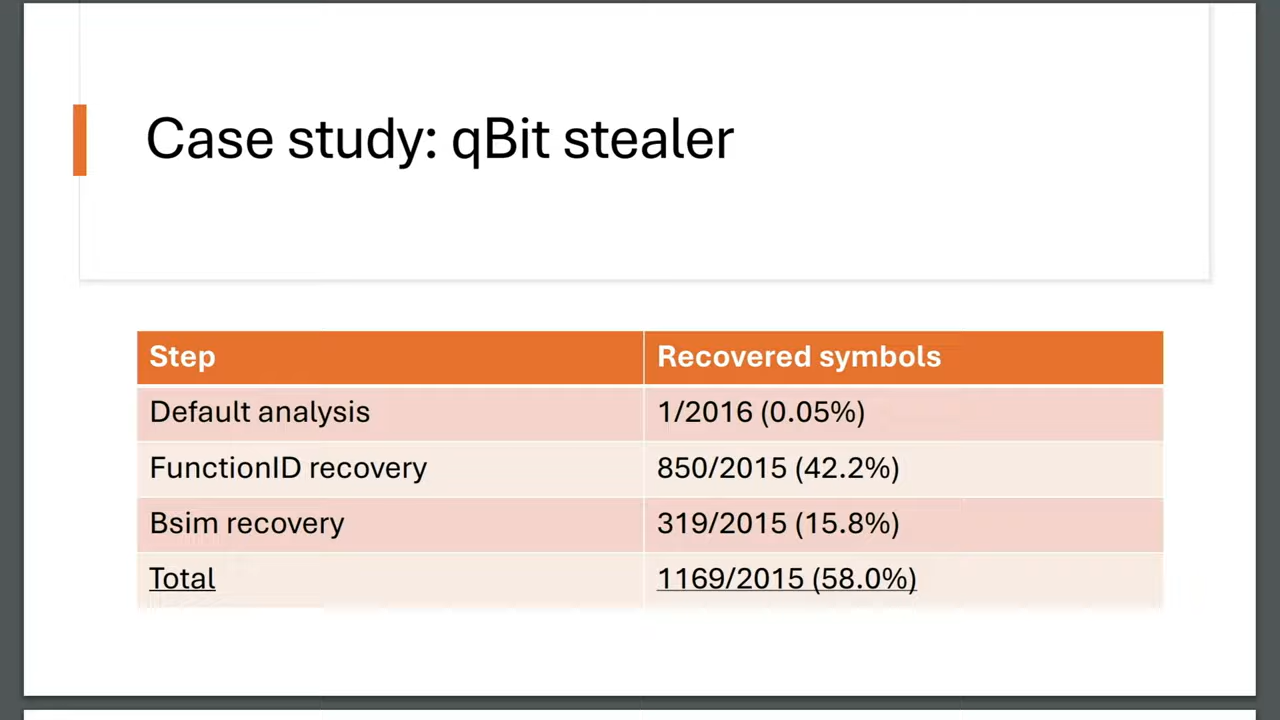 Case study: qBit stealer
Step Recovered symbols
Default analysis 1/2016 (0.05%)
FunctionID recovery 850/2015 (42.2%)
Bsim recovery 319/2015 (15.8%)
Total 1169/2015 (58.0%)